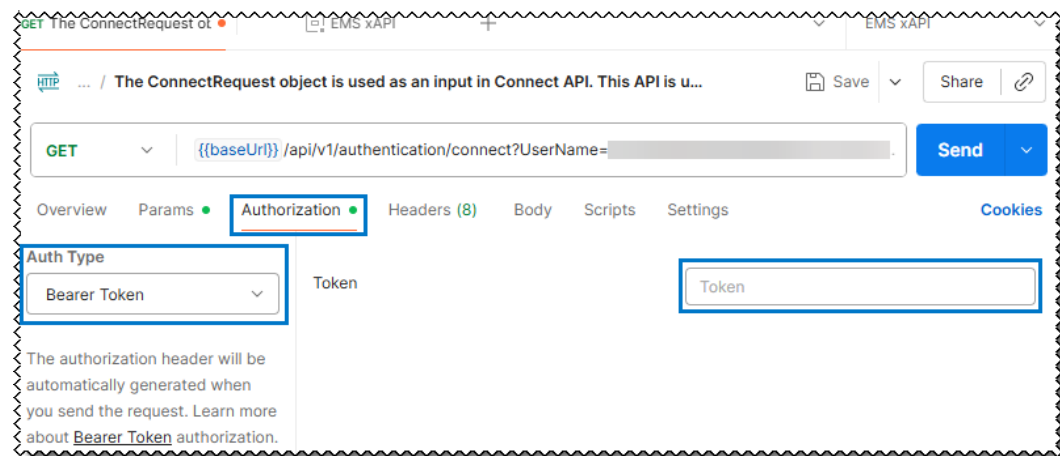 GET The ConnectRequest ob EMS xAPI EMS xAPI
HTTP ... / The ConnectRequest object is used as an input in Connect API. This API is u... Save Share
GET {{baseUrl}} /api/v1/authentication/connect?UserName= Send
Overview Params Authorization Headers (8) Body Scripts Settings Cookies
Auth Type
Bearer Token
Token
Token
The authorization header will be
automatically generated when
you send the request. Learn more
about Bearer Token authorization.